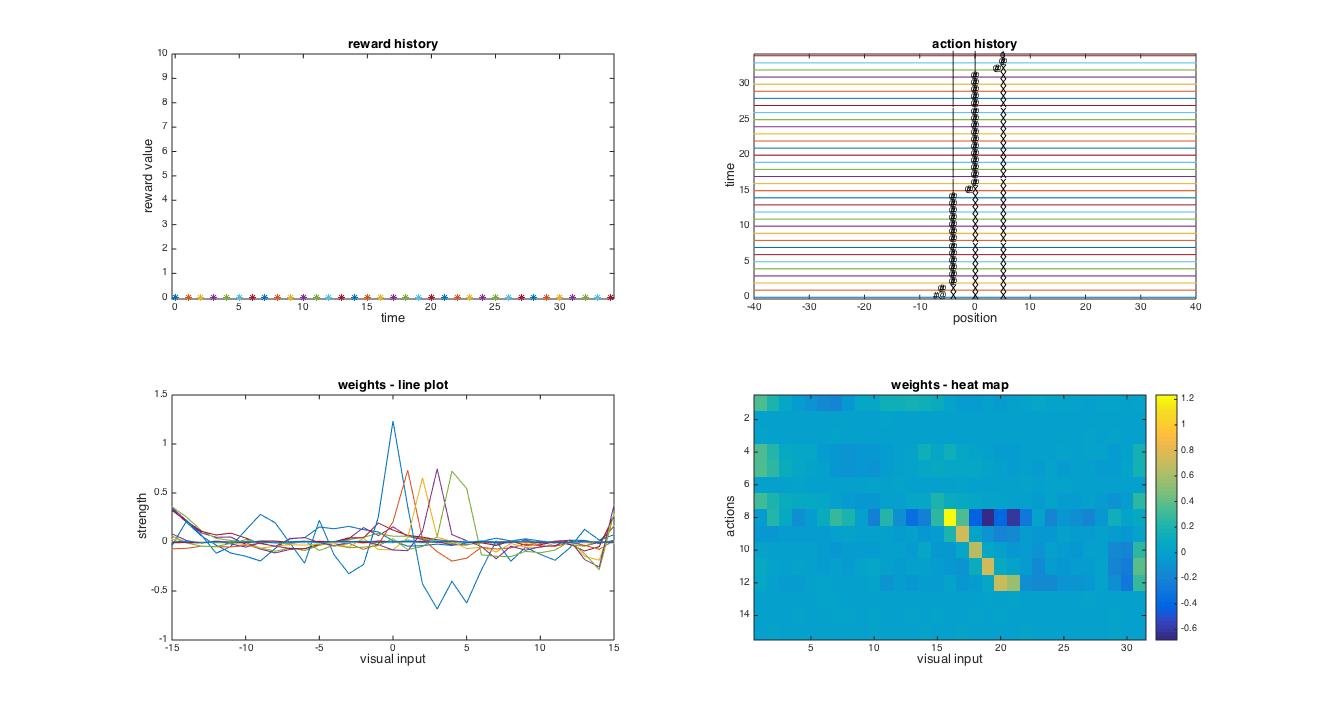 reward history
reward value
10
9
8
7
6
5
4
3
2
1
0
0 5 10 15 20 25 30
time
action history
time
30
25
20
15
10
5
0
-40 -30 -20 -10 0 10 20 30 40
position
weights - line plot
strength
1.5
1
0.5
0
-0.5
-1
-15 -10 -5 0 5 10 15
visual input
weights - heat map
actions
2
4
6
8
10
12
14
5 10 15 20 25 30
visual input
1.2
1
0.8
0.6
0.4
0.2
0
-0.2
-0.4
-0.6